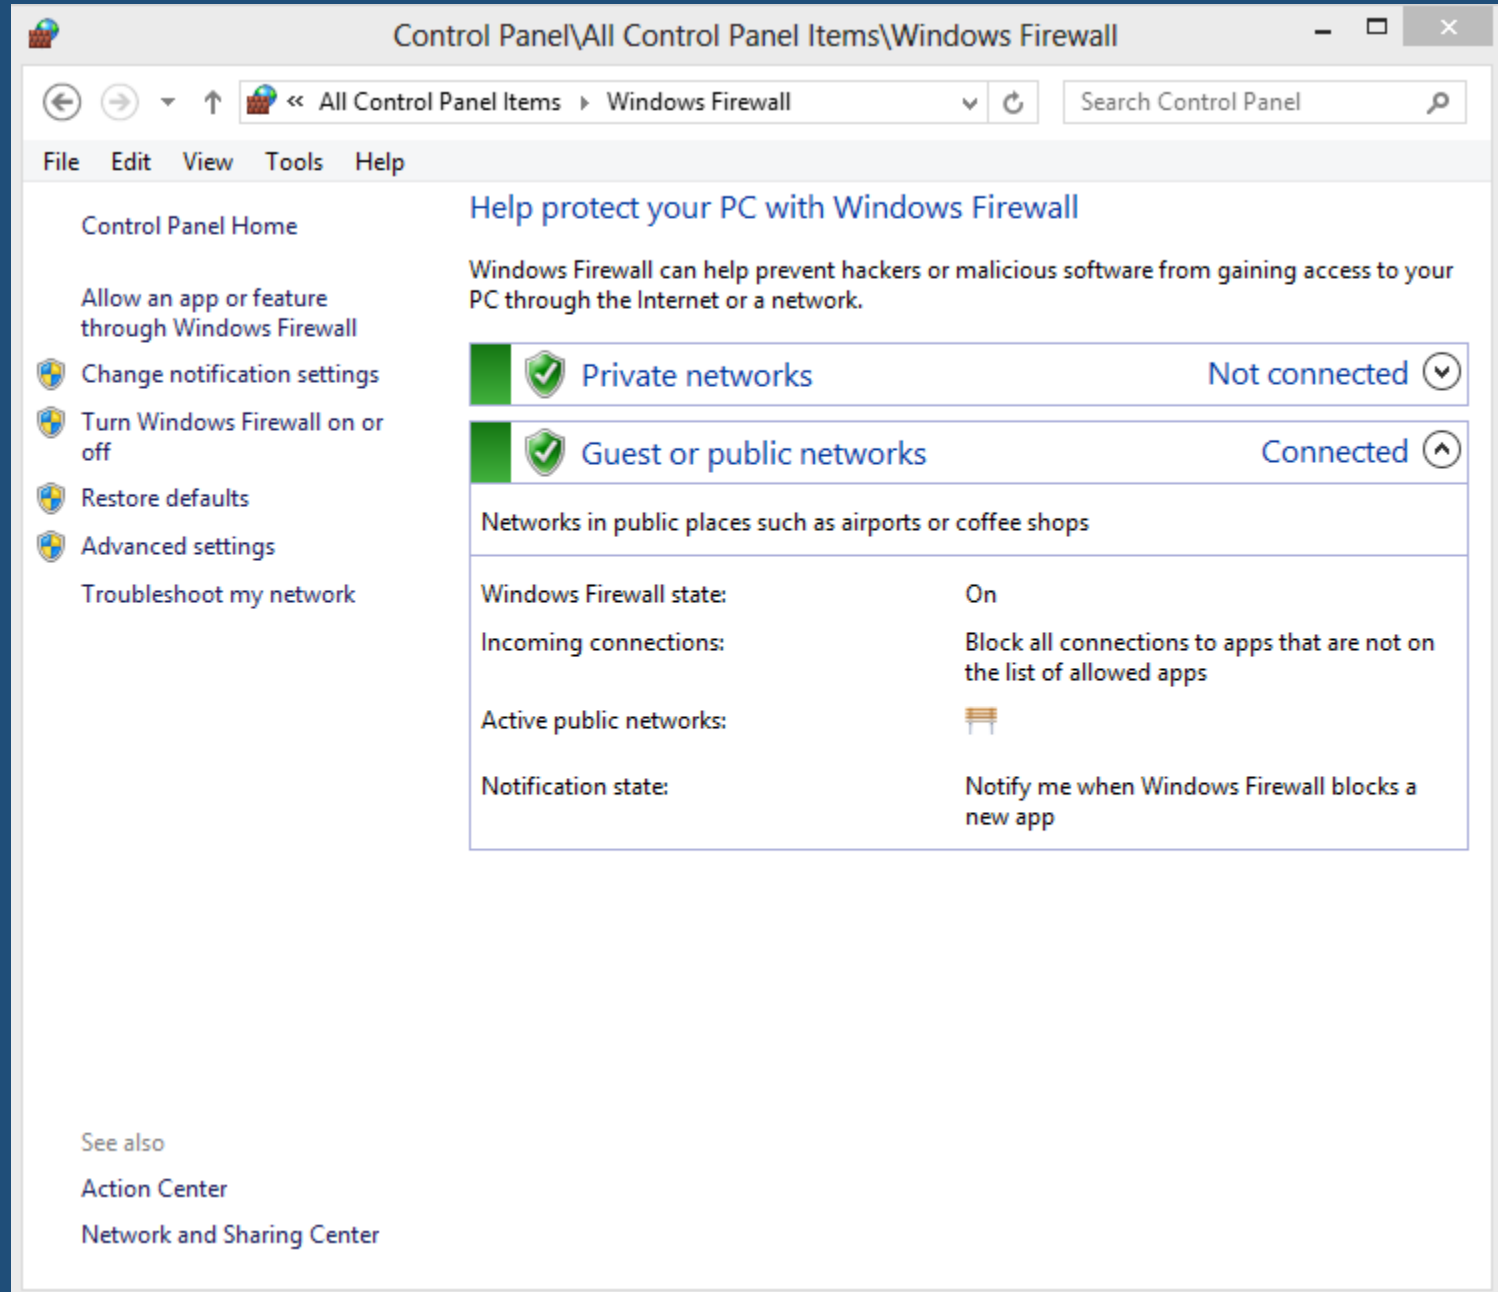 Control Panel\All Control Panel Items\Windows Firewall
« All Control Panel Items Windows Firewall
Search Control Panel
File Edit View Tools Help
Control Panel Home
Allow an app or feature
through Windows Firewall
Change notification settings
Turn Windows Firewall on or
off
Restore defaults
Advanced settings
Troubleshoot my network
Help protect your PC with Windows Firewall
Windows Firewall can help prevent hackers or malicious software from gaining access to your
PC through the Internet or a network.
Private networks Not connected
Guest or public networks Connected
Networks in public places such as airports or coffee shops
Windows Firewall state: On
Incoming connections: Block all connections to apps that are not on
the list of allowed apps
Active public networks:
Notification state: Notify me when Windows Firewall blocks a
new app
See also
Action Center
Network and Sharing Center